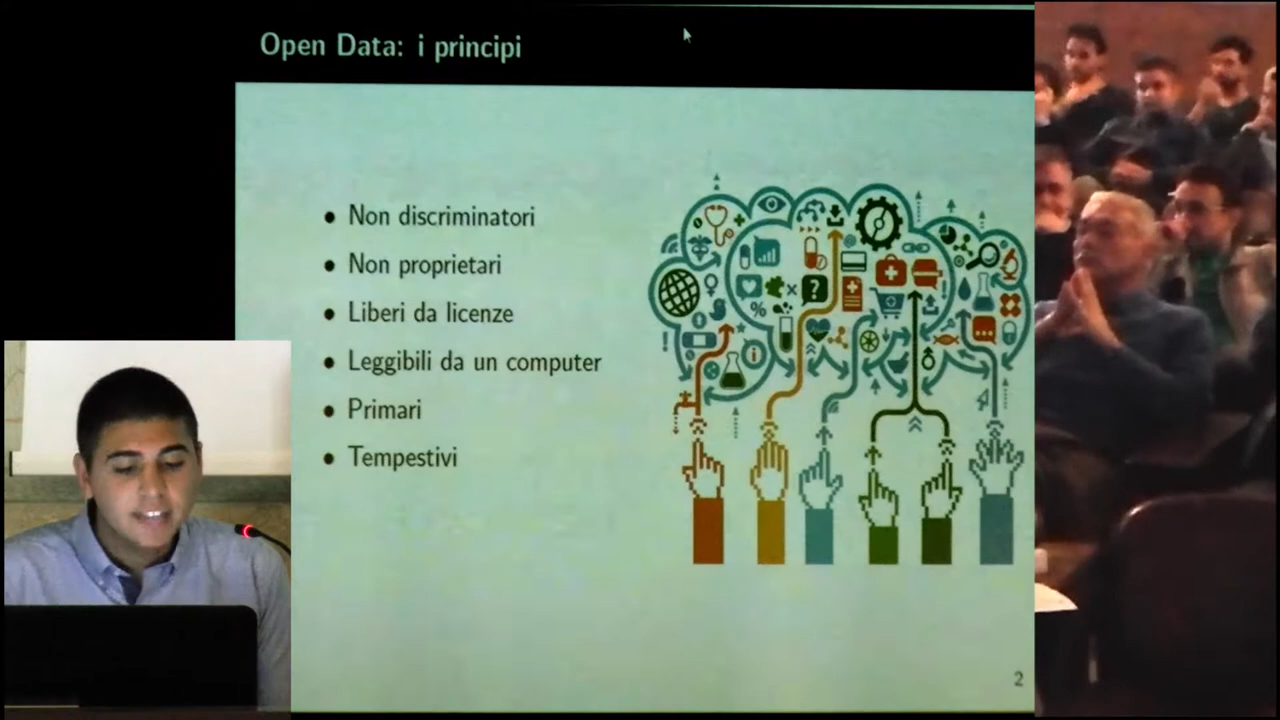 Open Data: i principi
Non discriminatori
Non proprietari
Liberi da licenze
Leggibili da un computer
Primari
Tempestivi
2